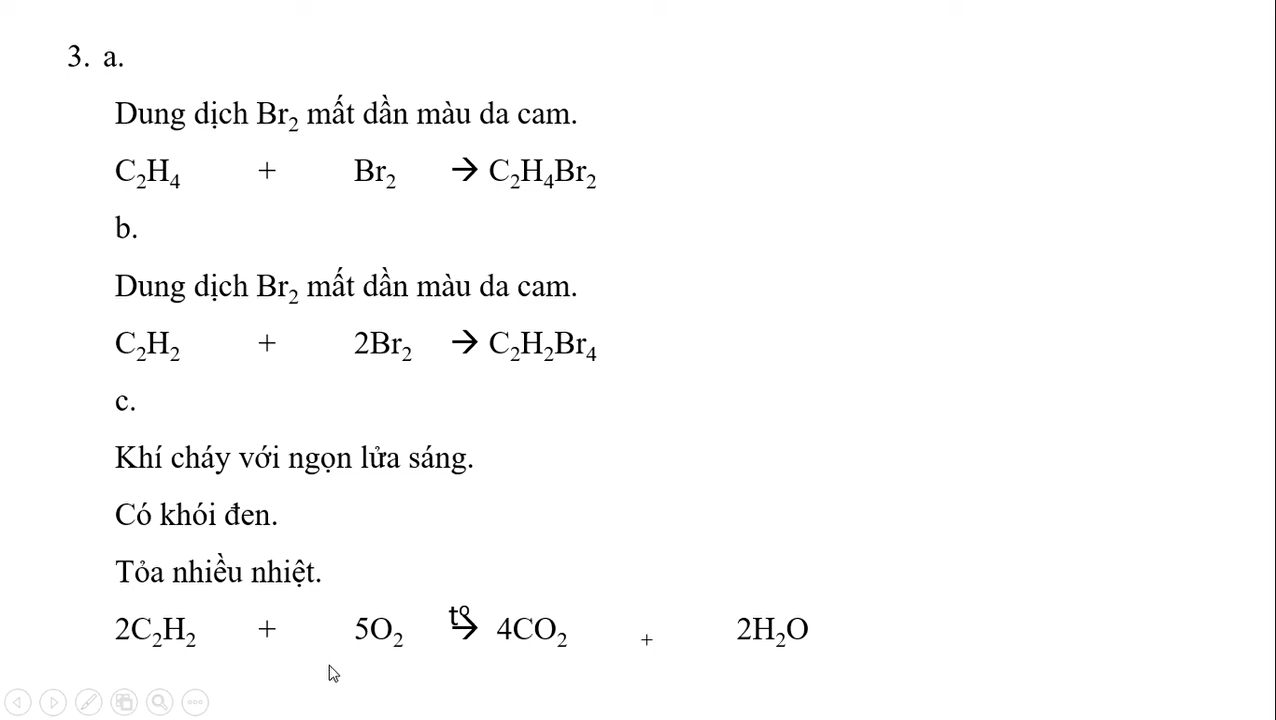 3. a.
Dung dịch Br₂ mất dần màu da cam.
C₂H₄ + Br₂ → C₂H₄Br₂
b.
Dung dịch Br₂ mất dần màu da cam.
C₂H₂ + 2Br₂ → C₂H₂Br₄
c.
Khí cháy với ngọn lửa sáng.
Có khói đen.
Tỏa nhiều nhiệt.
2C₂H₂ + 5O₂ tº→ 4CO₂ + 2H₂O